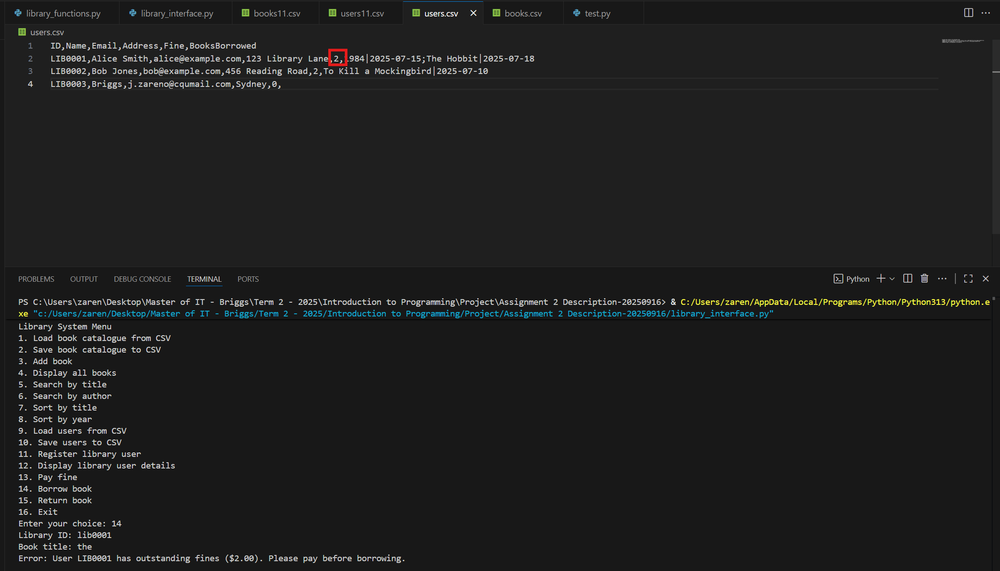 library_functions.py library_interface.py books11.csv users11.csv users.csv books.csv test.py
users.csv
1 ID,Name,Email,Address,Fine,BooksBorrowed
2 LIB0001,Alice Smith,alice@example.com,123 Library Lane,2,1984|2025-07-15;The Hobbit|2025-07-18
3 LIB0002,Bob Jones,bob@example.com,456 Reading Road,2,To Kill a Mockingbird|2025-07-10
4 LIB0003,Briggs,j.zareno@cqumail.com,Sydney,0,
PROBLEMS OUTPUT DEBUG CONSOLE TERMINAL PORTS Python
PS C:\Users\zaren\Desktop\Master of IT - Briggs\Term 2 - 2025\Introduction to Programming\Project\Assignment 2 Description-20250916> & C:/Users/zaren/AppData/Local/Programs/Python/Python313/python.e
xe "c:/Users/zaren/Desktop/Master of IT - Briggs/Term 2 - 2025/Introduction to Programming/Project/Assignment 2 Description-20250916/library_interface.py"
Library System Menu
1. Load book catalogue from CSV
2. Save book catalogue to CSV
3. Add book
4. Display all books
5. Search by title
6. Search by author
7. Sort by title
8. Sort by year
9. Load users from CSV
10. Save users to CSV
11. Register library user
12. Display library user details
13. Pay fine
14. Borrow book
15. Return book
16. Exit
Enter your choice: 14
Library ID: lib0001
Book title: the
Error: User LIB0001 has outstanding fines ($2.00). Please pay before borrowing.